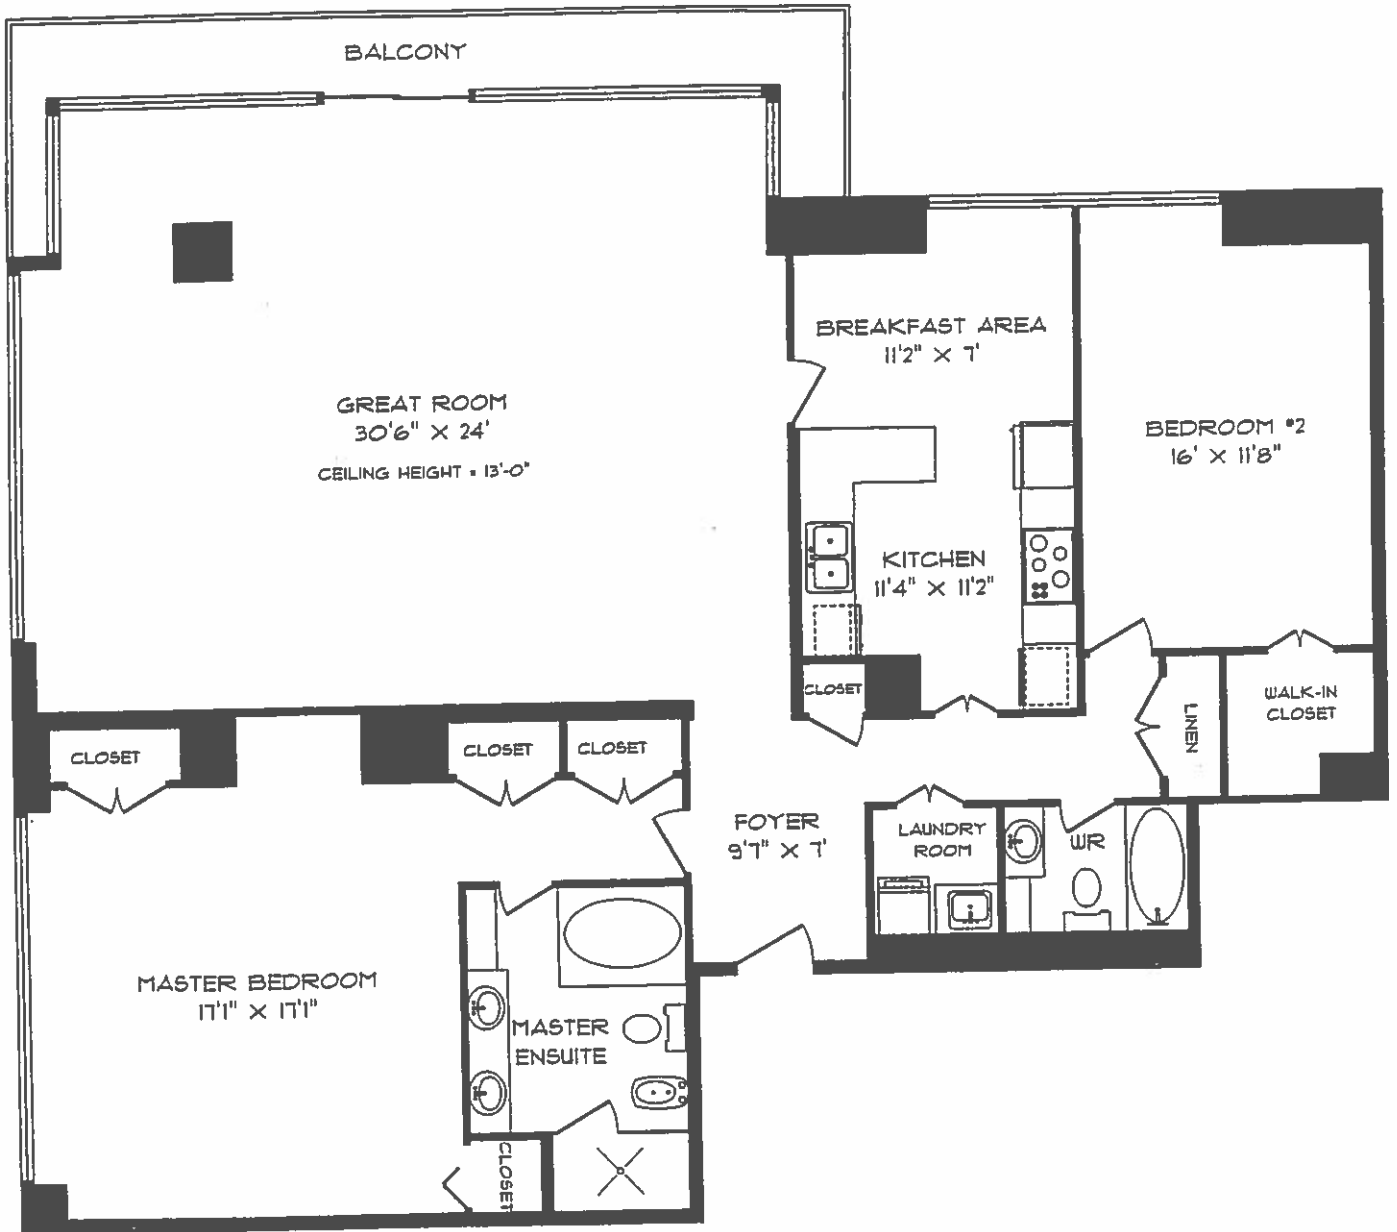 BALCONY
BREAKFAST AREA
11'2" X 7'
GREAT ROOM
30'6" X 24'
CEILING HEIGHT = 13'-0"
BEDROOM #2
16' X 11'8"
KITCHEN
11'4" X 11'2"
CLOSET
WALK-IN
CLOSET
LINEN
CLOSET
CLOSET
CLOSET
FOYER
9'7" X 7'
LAUNDRY
ROOM
WR
MASTER BEDROOM
17'1" X 17'1"
MASTER
ENSUITE
CLOSET